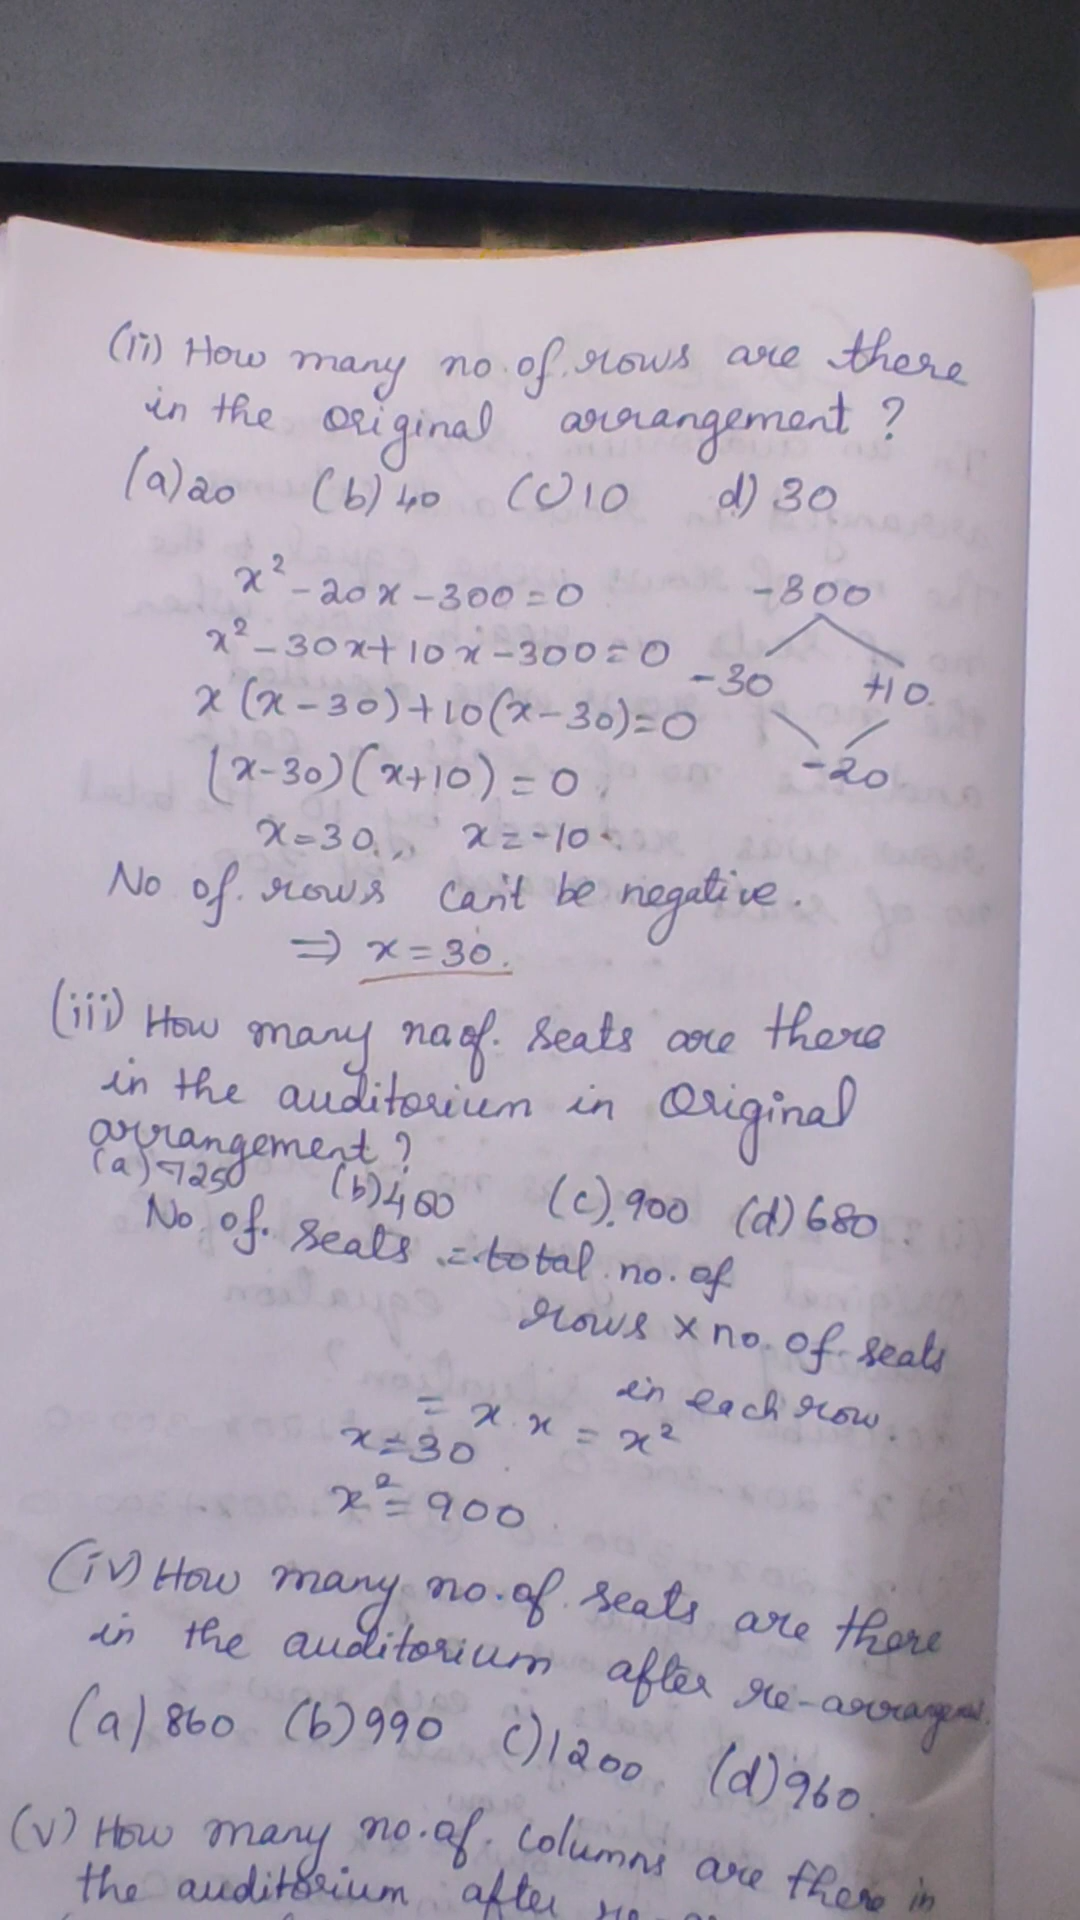 (ii) How many no. of. rows are there
in the original arrangement ?
(a) 20 (b) 40 (c) 10 d) 30
x² - 20x - 300 = 0
-300
x² - 30x + 10x - 300 = 0
-30 +10
x (x - 30) + 10(x - 30) = 0
-20
(x-30) (x+10) = 0
x = 30., x = -10.
No of. rows can't be negative.
⇒ x = 30.
(iii) How many no of. seats are there
in the auditorium in original
arrangement ?
(a) 725 (b) 460 (c). 900 (d) 680
No. of. seats = total no. of
rows x no. of. seats
in each row.
= x . x = x²
x = 30
x² = 900
(iv) How many no. of. seats are there
in the auditorium after re-arrange
(a) 860 (b) 990 c) 1200 (d) 960.
(v) How many no. of. columns are there in
the auditorium after